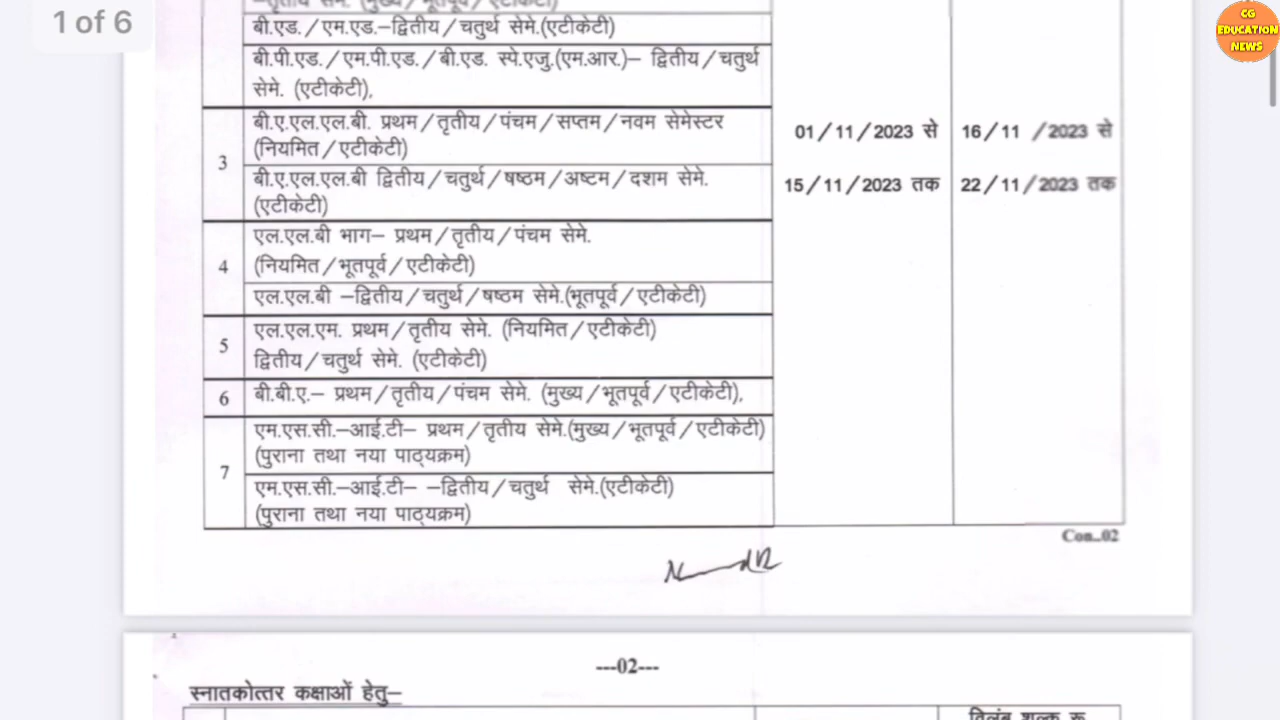 1 of 6
CG
EDUCATION
NEWS
बी.एड./एम.एड.–द्वितीय/चतुर्थ सेमे.(एटीकेटी)
बी.पी.एड./एम.पी.एड./बी.एड. स्पे.एजु.(एम.आर.)– द्वितीय/चतुर्थ
सेमे. (एटीकेटी),
3
बी.ए.एल.एल.बी. प्रथम/तृतीय/पंचम/सप्तम/नवम सेमेस्टर
(नियमित/एटीकेटी)
01/11/2023 से
16/11 /2023 से
बी.ए.एल.एल.बी द्वितीय/चतुर्थ/षष्ठम/अष्टम/दशम सेमे.
(एटीकेटी)
15/11/2023 तक
22/11/2023 तक
4
एल.एल.बी भाग– प्रथम/तृतीय/पंचम सेमे.
(नियमित/भूतपूर्व/एटीकेटी)
एल.एल.बी –द्वितीय/चतुर्थ/षष्ठम सेमे.(भूतपूर्व/एटीकेटी)
5
एल.एल.एम. प्रथम/तृतीय सेमे. (नियमित/एटीकेटी)
द्वितीय/चतुर्थ सेमे. (एटीकेटी)
6
बी.बी.ए.– प्रथम/तृतीय/पंचम सेमे. (मुख्य/भूतपूर्व/एटीकेटी),
7
एम.एस.सी.–आई.टी– प्रथम/तृतीय सेमे.(मुख्य/भूतपूर्व/एटीकेटी)
(पुराना तथा नया पाठ्यक्रम)
एम.एस.सी.–आई.टी– –द्वितीय/चतुर्थ सेमे.(एटीकेटी)
(पुराना तथा नया पाठ्यक्रम)
Con..02
---02---
स्नातकोत्तर कक्षाओं हेतु–